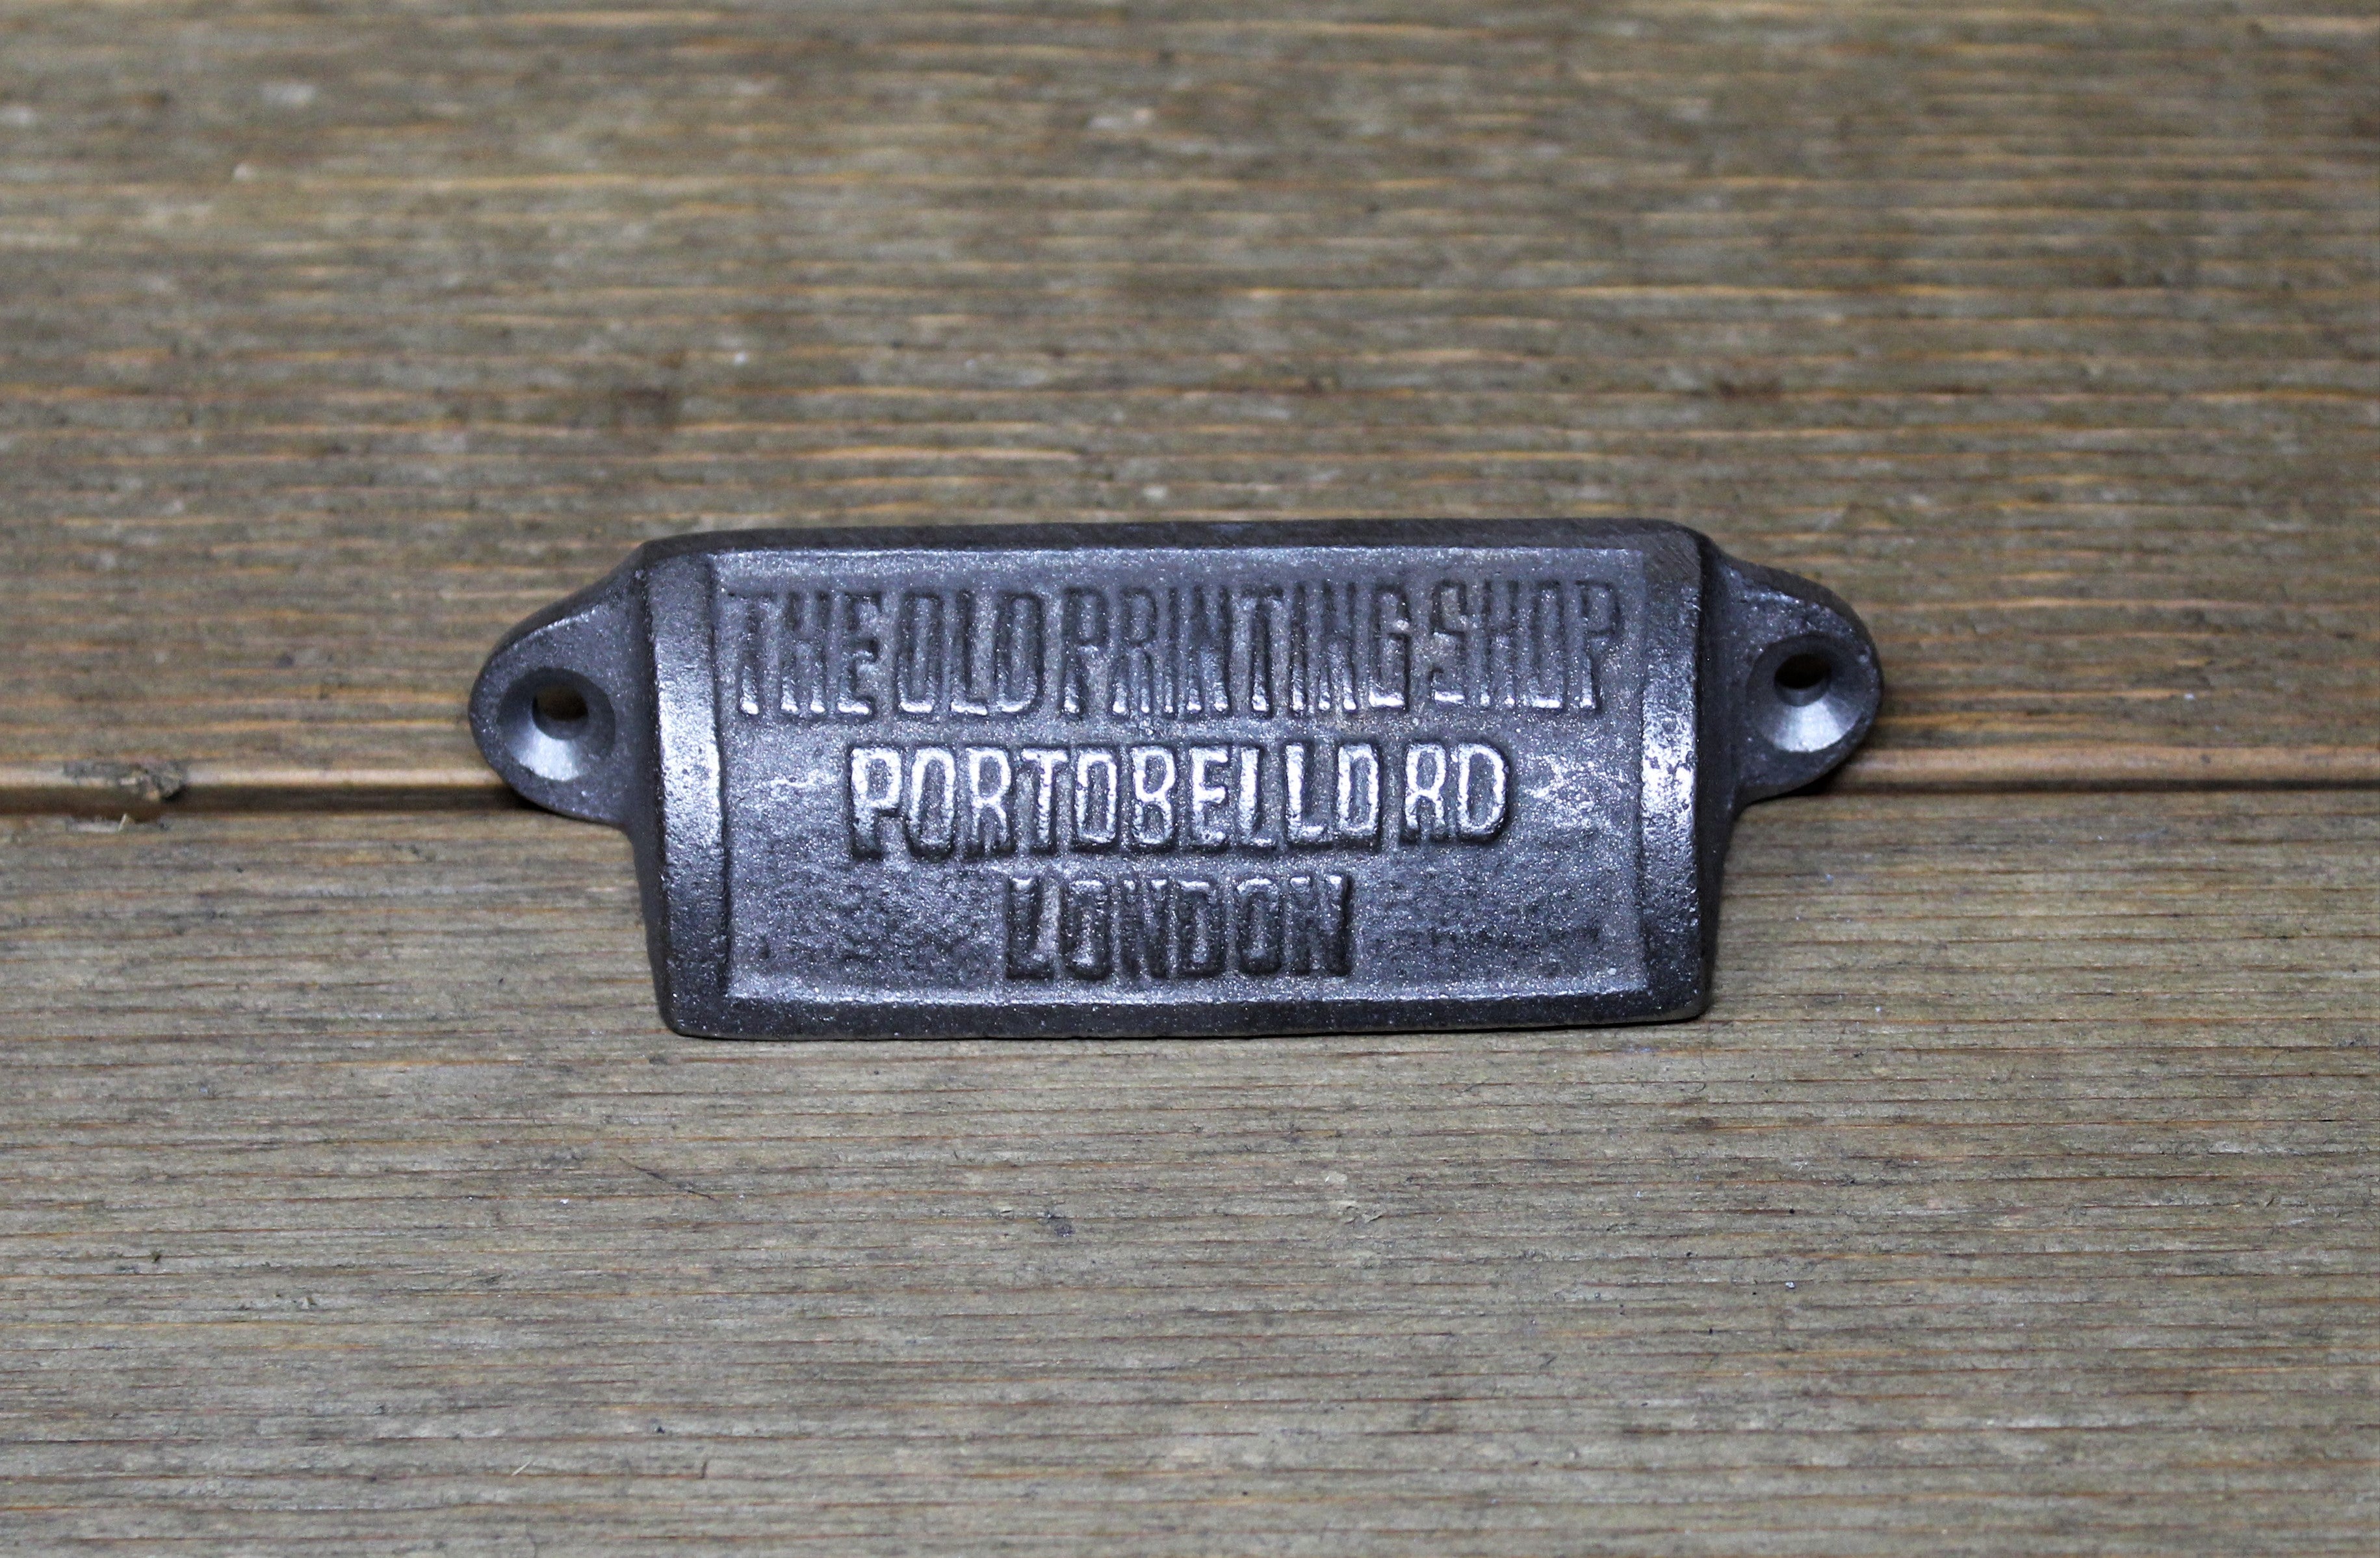 THE OLD PRINTING SHOP
PORTOBELLO RD
LONDON